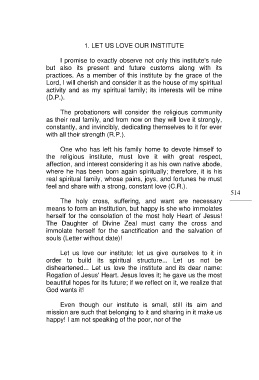 1. LET US LOVE OUR INSTITUTE
I promise to exactly observe not only this institute's rule
but also its present and future customs along with its
practices. As a member of this institute by the grace of the
Lord, I will cherish and consider it as the house of my spiritual
activity and as my spiritual family; its interests will be mine
(D.P.).
The probationers will consider the religious community
as their real family, and from now on they will love it strongly,
constantly, and invincibly, dedicating themselves to it for ever
with all their strength (R.P.).
One who has left his family home to devote himself to
the religious institute, must love it with great respect,
affection, and interest considering it as his own native abode,
where he has been born again spiritually; therefore, it is his
real spiritual family, whose pains, joys, and fortunes he must
feel and share with a strong, constant love (C.R.).
514
The holy cross, suffering, and want are necessary
means to form an institution, but happy is she who immolates
herself for the consolation of the most holy Heart of Jesus!
The Daughter of Divine Zeal must carry the cross and
immolate herself for the sanctification and the salvation of
souls (Letter without date)!
Let us love our institute; let us give ourselves to it in
order to build its spiritual structure... Let us not be
disheartened... Let us love the institute and its dear name:
Rogation of Jesus' Heart. Jesus loves it; he gave us the most
beautiful hopes for its future; if we reflect on it, we realize that
God wants it!
Even though our institute is small, still its aim and
mission are such that belonging to it and sharing in it make us
happy! I am not speaking of the poor, nor of the